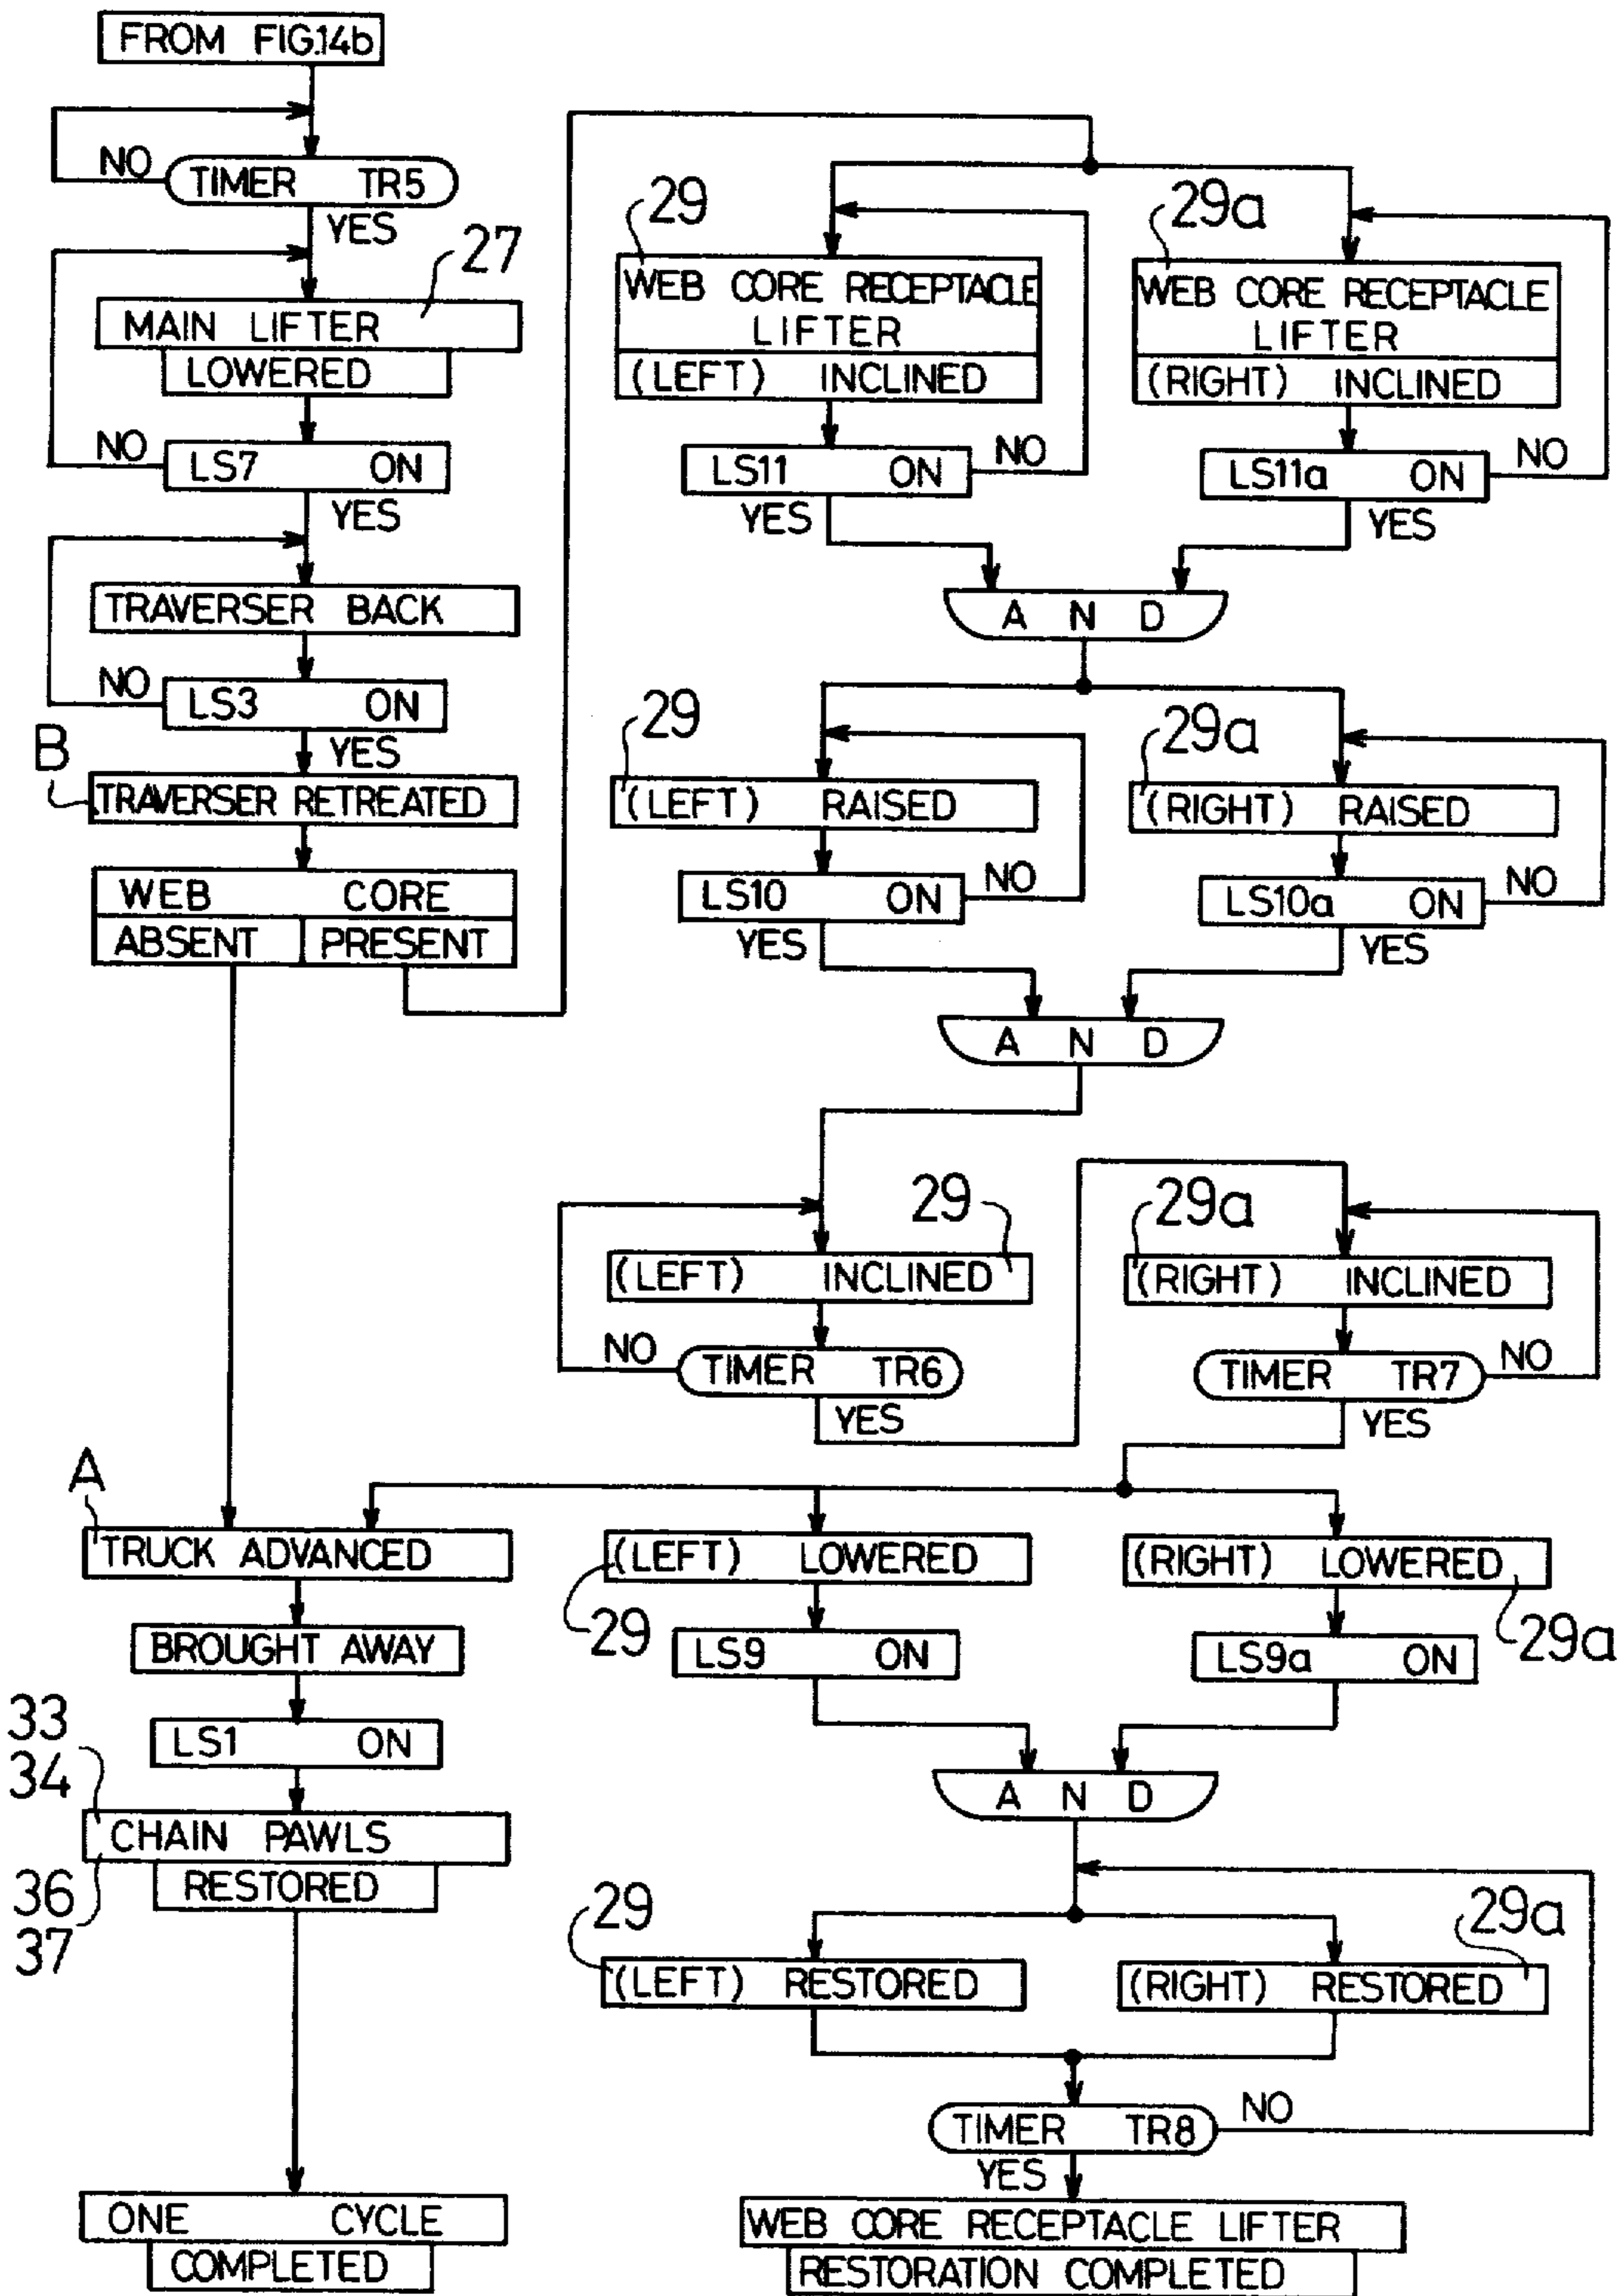 FROM FIG.14b
NO
TIMER TR5
YES
27
MAIN LIFTER
LOWERED
NO
LS7 ON
YES
TRAVERSER BACK
NO
LS3 ON
YES
B
TRAVERSER RETREATED
WEB CORE
ABSENT PRESENT
29
WEB CORE RECEPTACLE
LIFTER
(LEFT) INCLINED
NO
LS11 ON
YES
29a
WEB CORE RECEPTACLE
LIFTER
(RIGHT) INCLINED
NO
LS11a ON
YES
AND
29
(LEFT) RAISED
NO
LS10 ON
YES
29a
(RIGHT) RAISED
NO
LS10a ON
YES
AND
29
(LEFT) INCLINED
NO
TIMER TR6
YES
29a
(RIGHT) INCLINED
NO
TIMER TR7
YES
A
TRUCK ADVANCED
BROUGHT AWAY
LS1 ON
33
34
CHAIN PAWLS
RESTORED
36
37
ONE CYCLE
COMPLETED
(LEFT) LOWERED
29
LS9 ON
(RIGHT) LOWERED
29a
LS9a ON
AND
29
(LEFT) RESTORED
29a
(RIGHT) RESTORED
TIMER TR8
NO
YES
WEB CORE RECEPTACLE LIFTER
RESTORATION COMPLETED